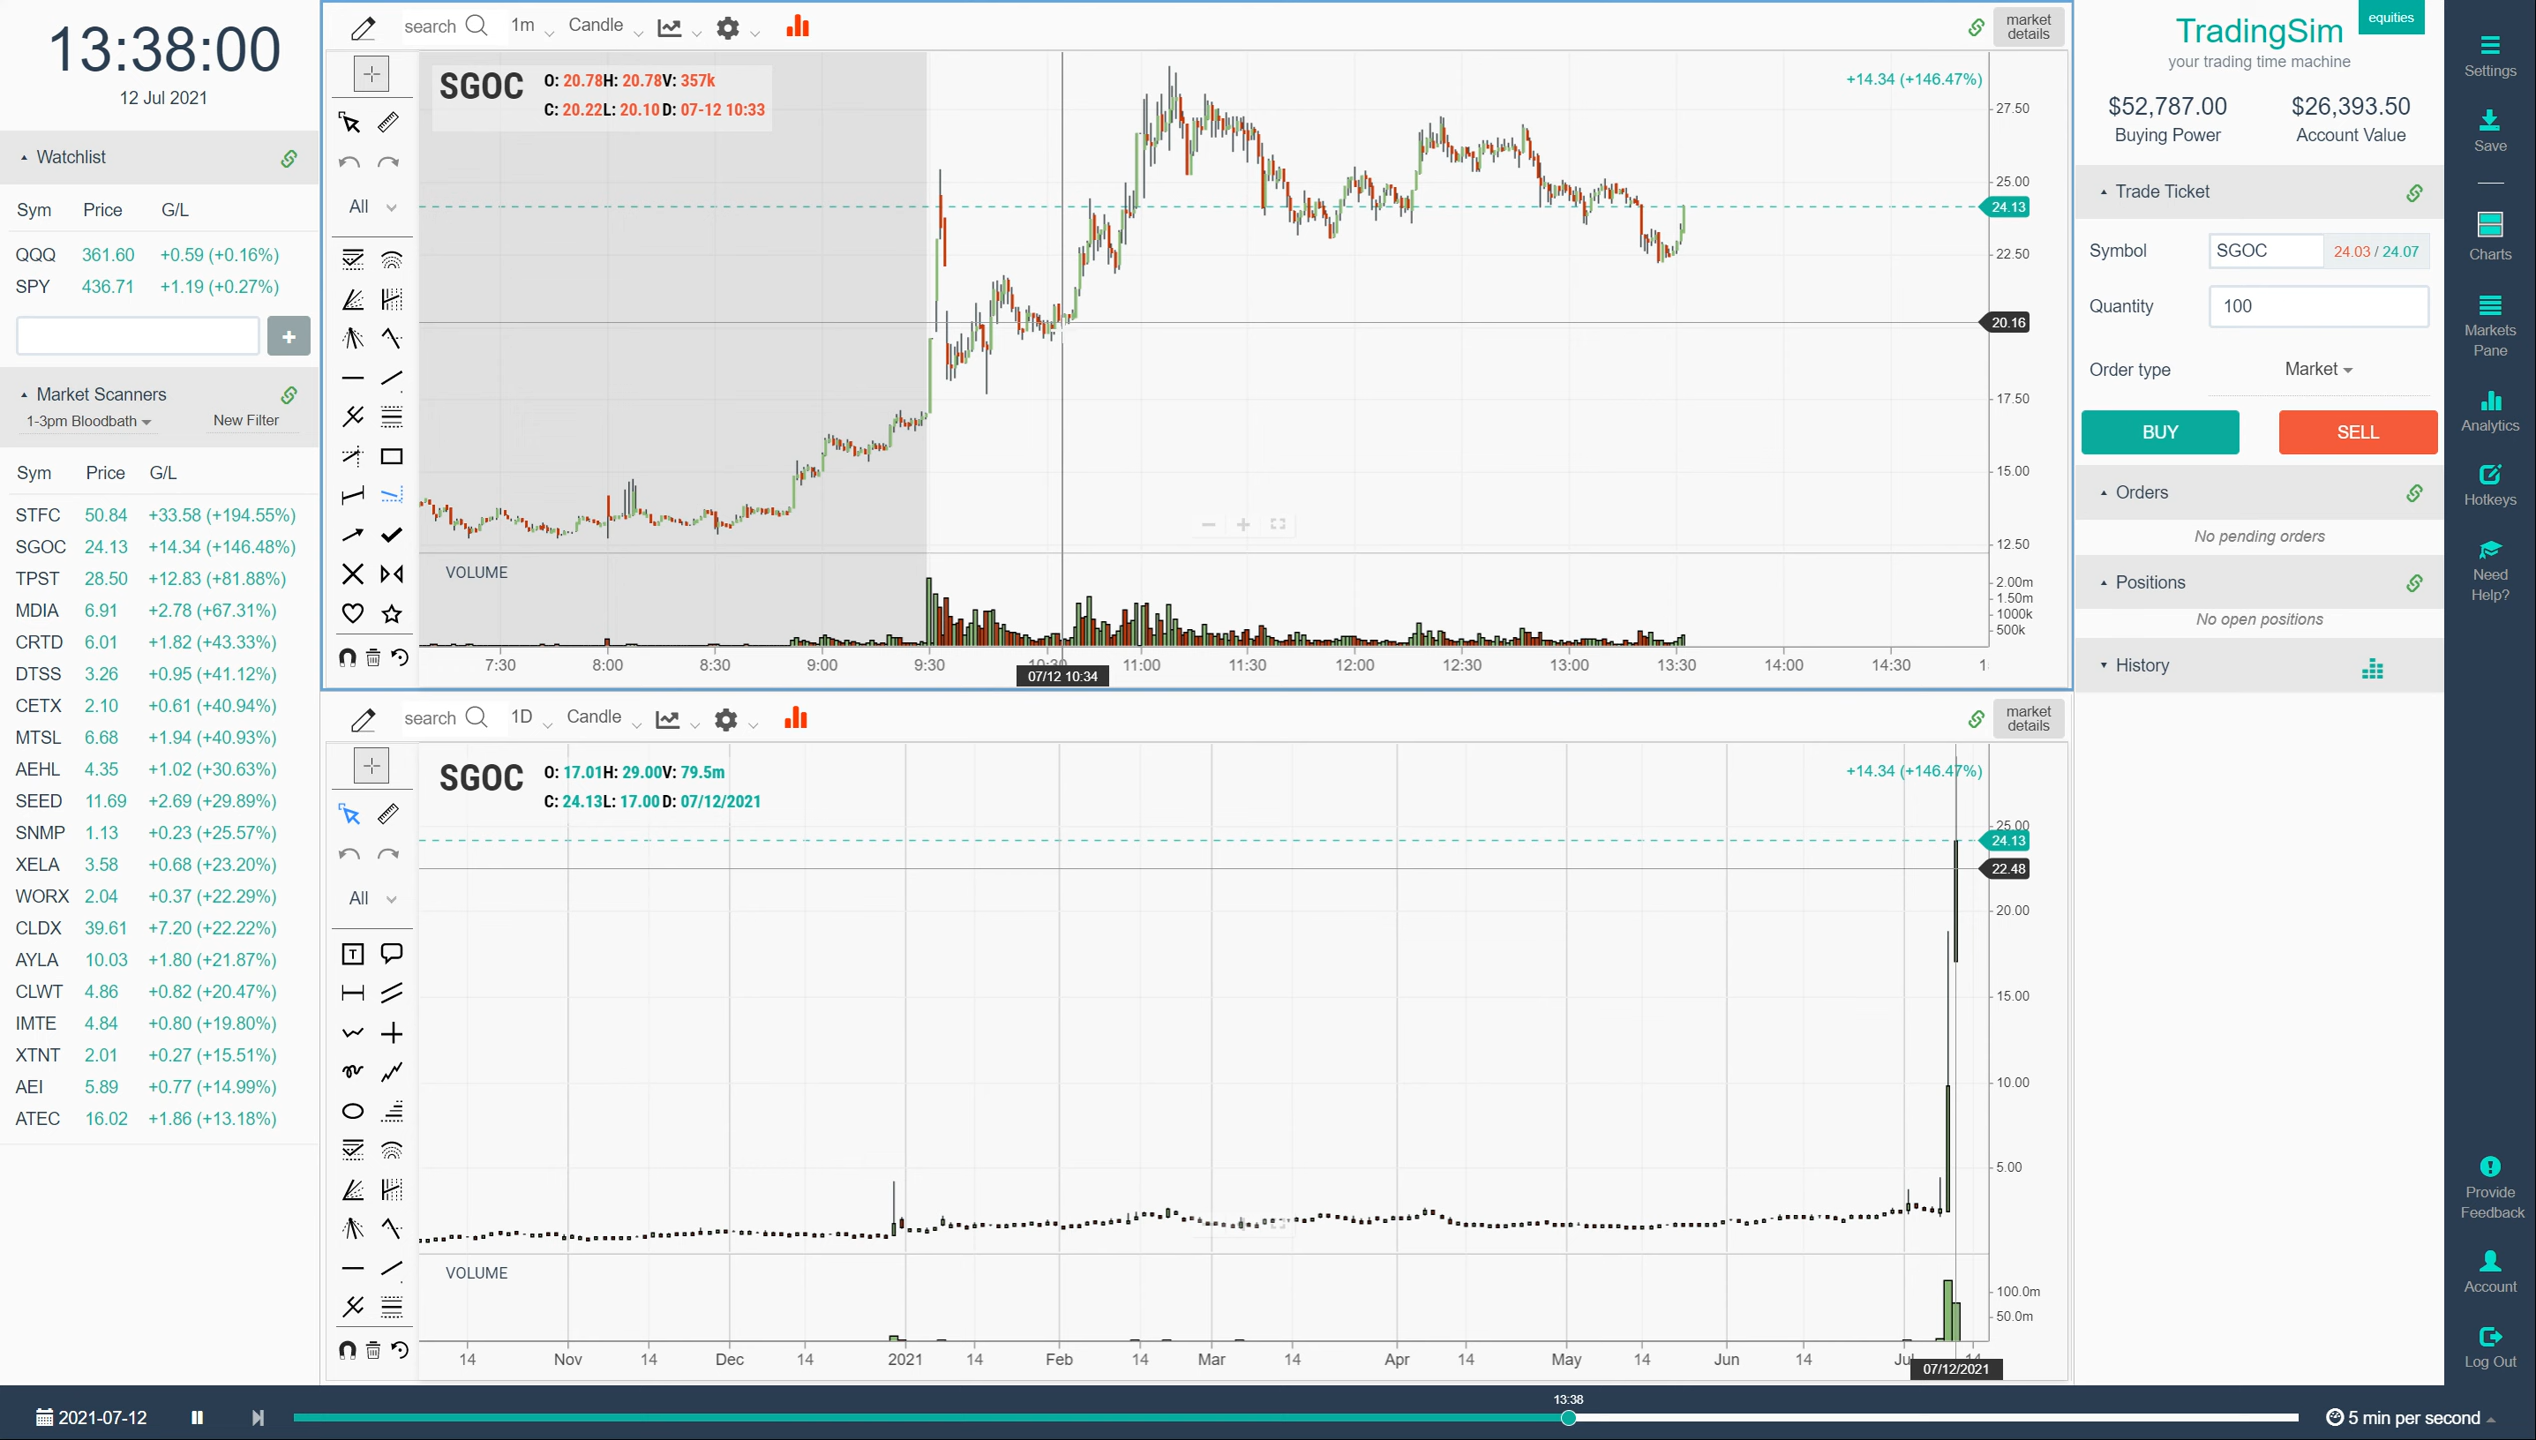 13:38:00
12 Jul 2021
Watchlist
Sym Price G/L
QQQ 361.60 +0.59 (+0.16%)
SPY 436.71 +1.19 (+0.27%)
+
Market Scanners
1-3pm Bloodbath New Filter
Sym Price G/L
STFC 50.84 +33.58 (+194.55%)
SGOC 24.13 +14.34 (+146.48%)
TPST 28.50 +12.83 (+81.88%)
MDIA 6.91 +2.78 (+67.31%)
CRTD 6.01 +1.82 (+43.33%)
DTSS 3.26 +0.95 (+41.12%)
CETX 2.10 +0.61 (+40.94%)
MTSL 6.68 +1.94 (+40.93%)
AEHL 4.35 +1.02 (+30.63%)
SEED 11.69 +2.69 (+29.89%)
SNMP 1.13 +0.23 (+25.57%)
XELA 3.58 +0.68 (+23.20%)
WORX 2.04 +0.37 (+22.29%)
CLDX 39.61 +7.20 (+22.22%)
AYLA 10.03 +1.80 (+21.87%)
CLWT 4.86 +0.82 (+20.47%)
IMTE 4.84 +0.80 (+19.80%)
XTNT 2.01 +0.27 (+15.51%)
AEI 5.89 +0.77 (+14.99%)
ATEC 16.02 +1.86 (+13.18%)
search 1m Candle
market
details
All
SGOC O: 20.78H: 20.78V: 357k
C: 20.22L: 20.10 D: 07-12 10:33
+14.34 (+146.47%)
27.50
25.00
24.13
22.50
20.16
17.50
15.00
12.50
VOLUME
2.00m
1.50m
1000k
500k
7:30 8:00 8:30 9:00 9:30 11:00 11:30 12:00 12:30 13:00 13:30 14:00 14:30
07/12 10:34
search 1D Candle
market
details
All
SGOC O: 17.01H: 29.00V: 79.5m
C: 24.13L: 17.00 D: 07/12/2021
+14.34 (+146.47%)
25.00
24.13
22.48
20.00
15.00
10.00
5.00
VOLUME
100.0m
50.0m
14 Nov 14 Dec 14 2021 14 Feb 14 Mar 14 Apr 14 May 14 Jun 14 Ju 14
07/12/2021
TradingSim
equities
your trading time machine
$52,787.00 $26,393.50
Buying Power Account Value
Trade Ticket
Symbol SGOC 24.03 / 24.07
Quantity 100
Order type Market
BUY SELL
Orders
No pending orders
Positions
No open positions
History
Settings
Save
Charts
Markets
Pane
Analytics
Hotkeys
Need
Help?
Provide
Feedback
Account
Log Out
2021-07-12
13:38
5 min per second